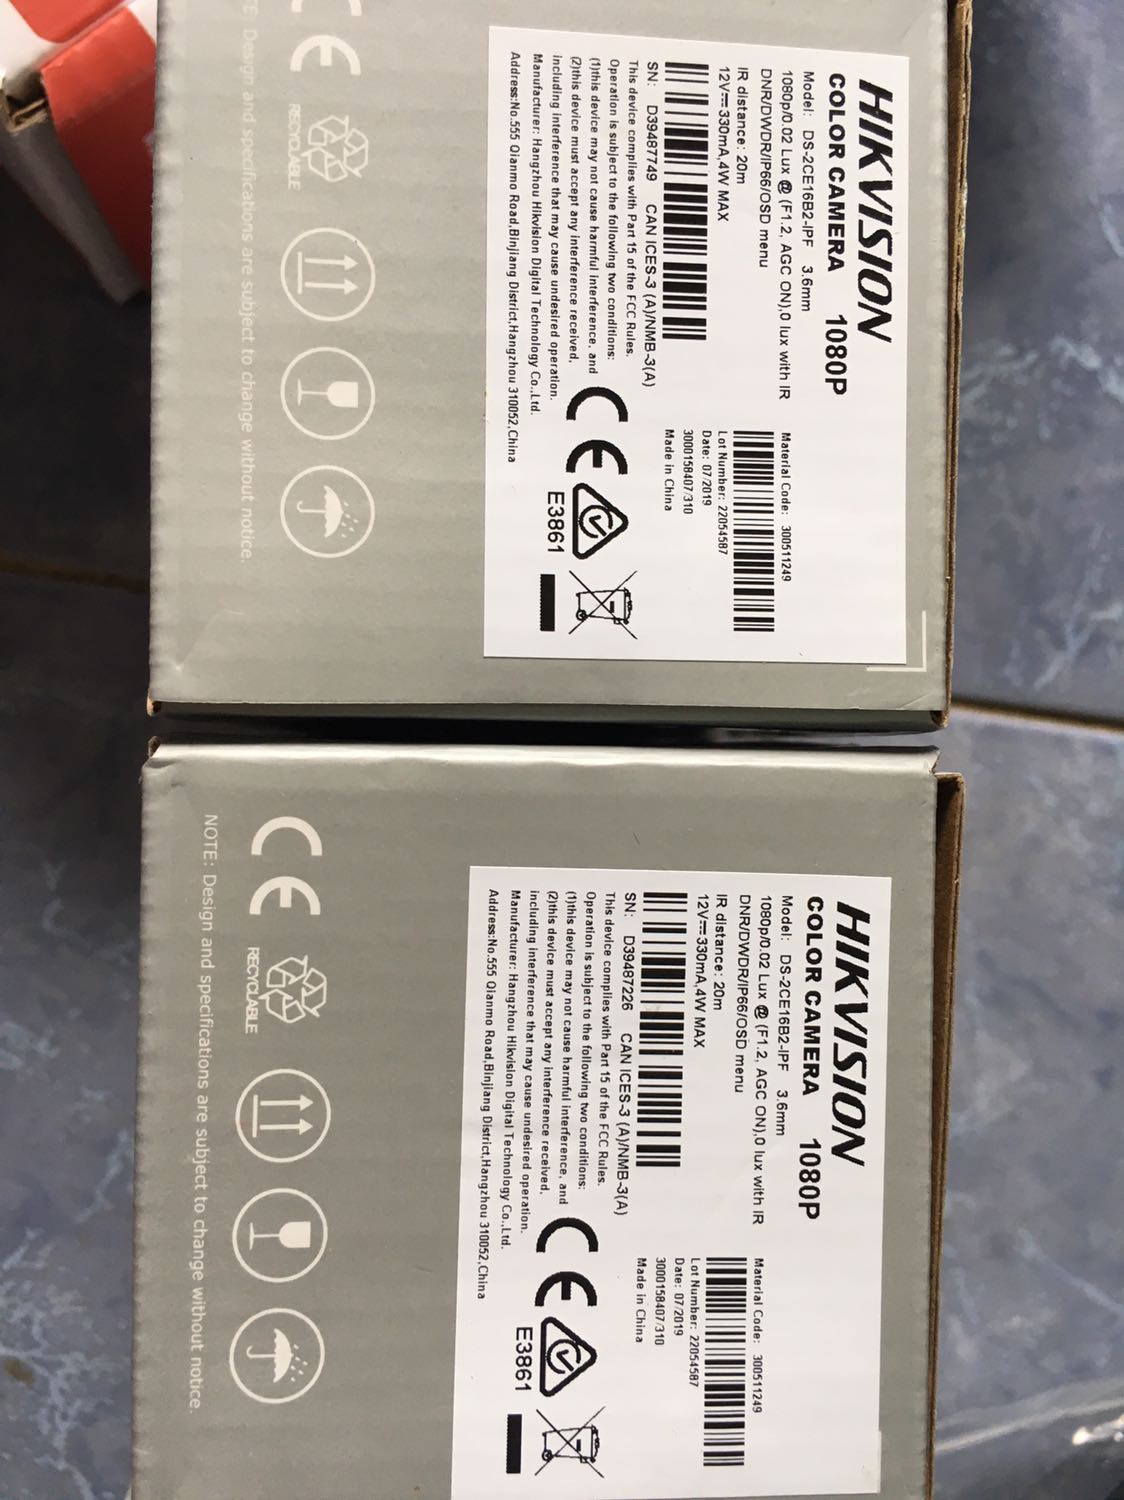 HIKVISION
COLOR CAMERA 1080P
Model: DS-2CE16B2-IPF 3.6mm
1080p/0.02 Lux @ (F1.2, AGC ON),0 lux with IR
DNR/DWDR/IP66/OSD menu
IR distance: 20m
12V⎓330mA,4W MAX
Material Code: 300511249
Lot Number: 22054587
Date: 07/2019
3000158407/310
Made in China
SN: D39487749 CAN ICES-3 (A)/NMB-3(A)
This device complies with Part 15 of the FCC Rules.
Operation is subject to the following two conditions:
(1)this device may not cause harmful interference, and
(2)this device must accept any interference received,
including interference that may cause undesired operation.
Manufacturer: Hangzhou Hikvision Digital Technology Co.,Ltd.
Address:No.555 Qianmo Road,Binjiang District,Hangzhou 310052,China
CE
E3861
CE
RECYCLABLE
Design and specifications are subject to change without notice.
HIKVISION
COLOR CAMERA 1080P
Model: DS-2CE16B2-IPF 3.6mm
1080p/0.02 Lux @ (F1.2, AGC ON),0 lux with IR
DNR/DWDR/IP66/OSD menu
IR distance: 20m
12V⎓330mA,4W MAX
Material Code: 300511249
Lot Number: 22054587
Date: 07/2019
3000158407/310
Made in China
SN: D39487226 CAN ICES-3 (A)/NMB-3(A)
This device complies with Part 15 of the FCC Rules.
Operation is subject to the following two conditions:
(1)this device may not cause harmful interference, and
(2)this device must accept any interference received,
including interference that may cause undesired operation.
Manufacturer: Hangzhou Hikvision Digital Technology Co.,Ltd.
Address:No.555 Qianmo Road,Binjiang District,Hangzhou 310052,China
CE
E3861
CE
RECYCLABLE
NOTE: Design and specifications are subject to change without notice.